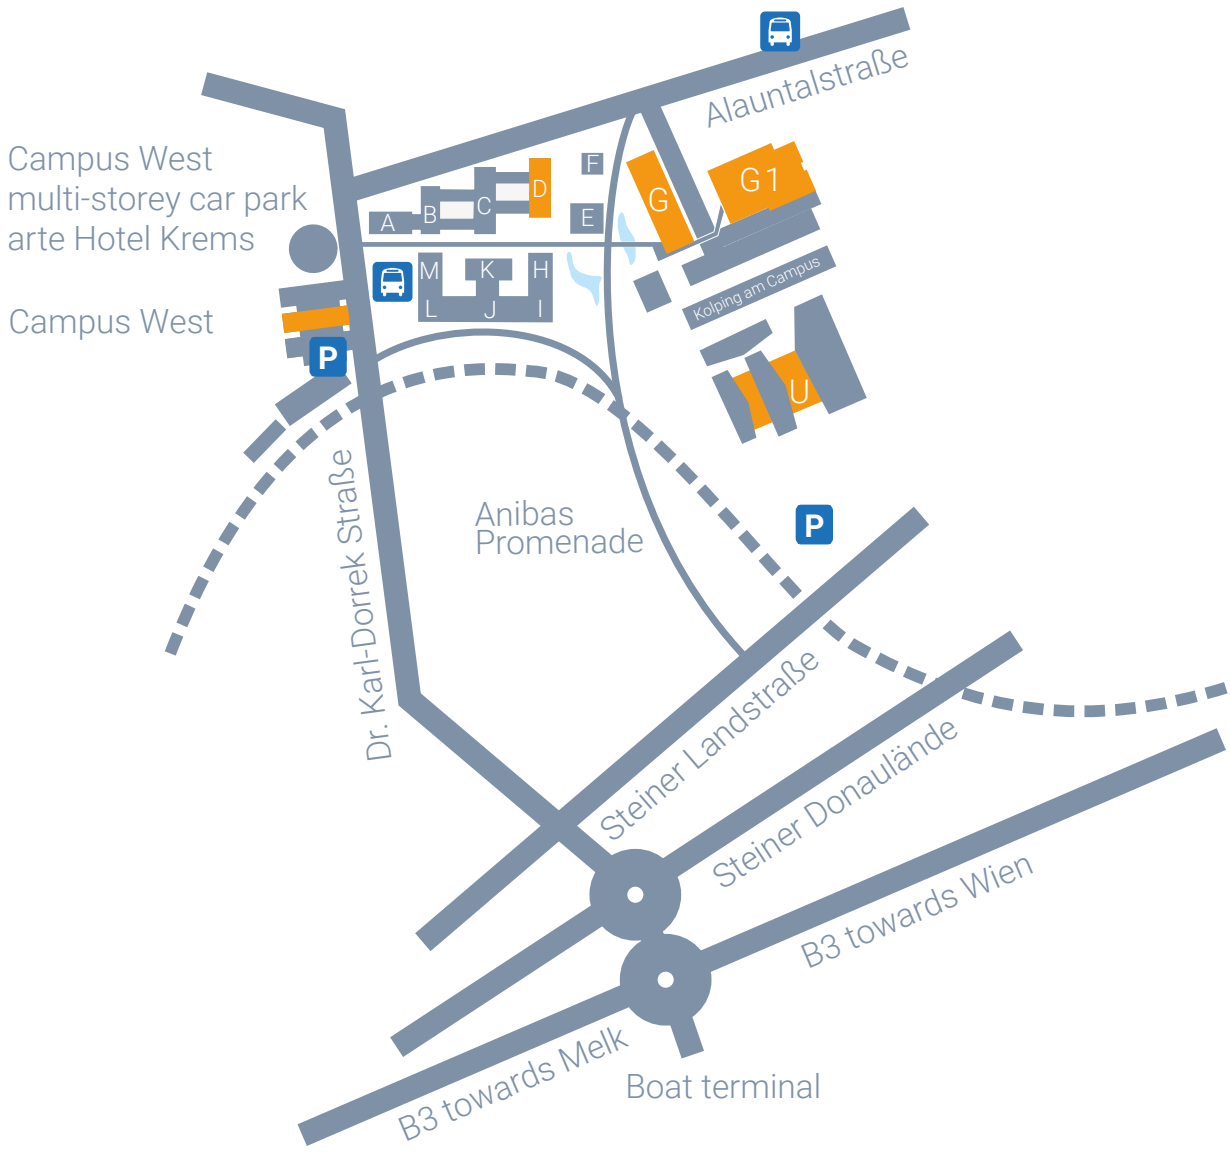 Alauntalstraße
Campus West
multi-storey car park
arte Hotel Krems
Campus West
P
A
B
C
D
F
E
G
G1
M
K
H
L
J
I
Kolping am Campus
U
Anibas
Promenade
P
Dr. Karl-Dorrek Straße
Steiner Landstraße
Steiner Donaulände
B3 towards Wien
B3 towards Melk
Boat terminal